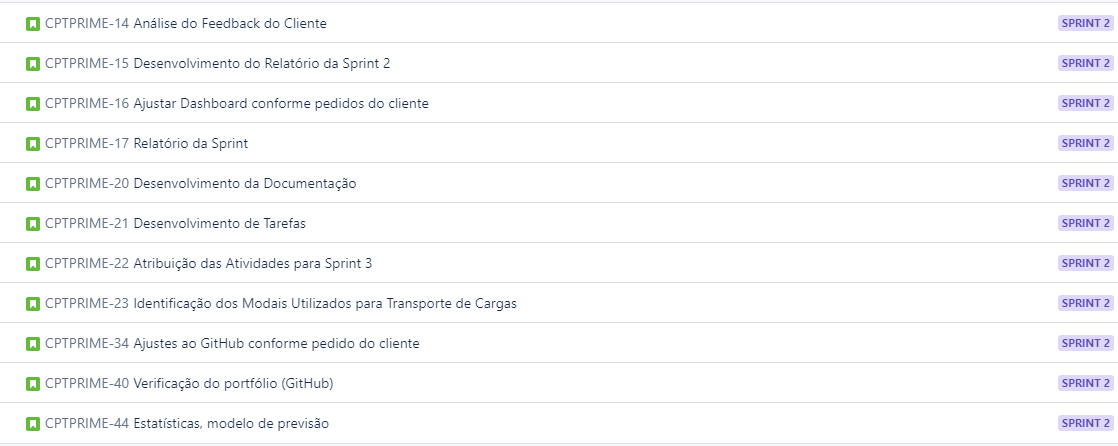 CPTPRIME-14 Análise do Feedback do Cliente SPRINT 2
CPTPRIME-15 Desenvolvimento do Relatório da Sprint 2 SPRINT 2
CPTPRIME-16 Ajustar Dashboard conforme pedidos do cliente SPRINT 2
CPTPRIME-17 Relatório da Sprint SPRINT 2
CPTPRIME-20 Desenvolvimento da Documentação SPRINT 2
CPTPRIME-21 Desenvolvimento de Tarefas SPRINT 2
CPTPRIME-22 Atribuição das Atividades para Sprint 3 SPRINT 2
CPTPRIME-23 Identificação dos Modais Utilizados para Transporte de Cargas SPRINT 2
CPTPRIME-34 Ajustes ao GitHub conforme pedido do cliente SPRINT 2
CPTPRIME-40 Verificação do portfólio (GitHub) SPRINT 2
CPTPRIME-44 Estatísticas, modelo de previsão SPRINT 2